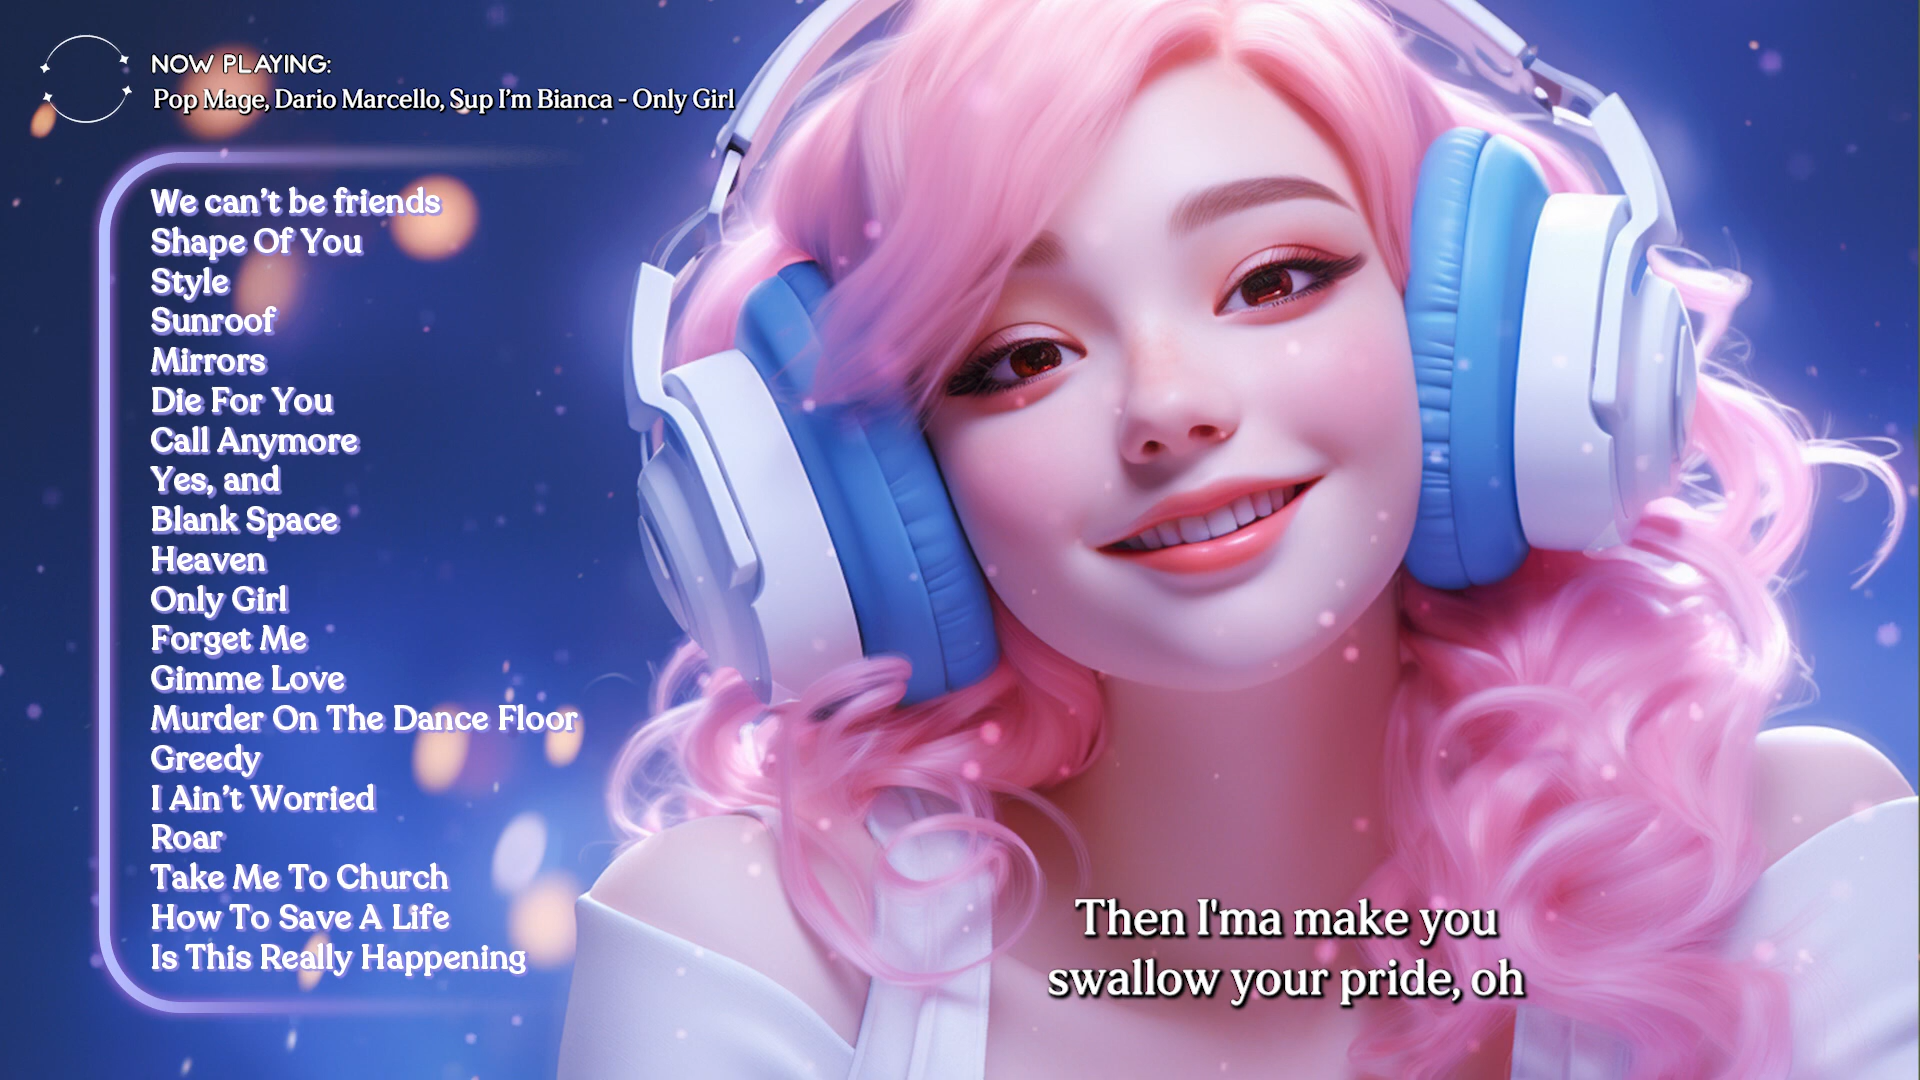 NOW PLAYING:
Pop Mage, Dario Marcello, Sup I'm Bianca - Only Girl
We can't be friends
Shape Of You
Style
Sunroof
Mirrors
Die For You
Call Anymore
Yes, and
Blank Space
Heaven
Only Girl
Forget Me
Gimme Love
Murder On The Dance Floor
Greedy
I Ain't Worried
Roar
Take Me To Church
How To Save A Life
Is This Really Happening
Then I'ma make you
swallow your pride, oh